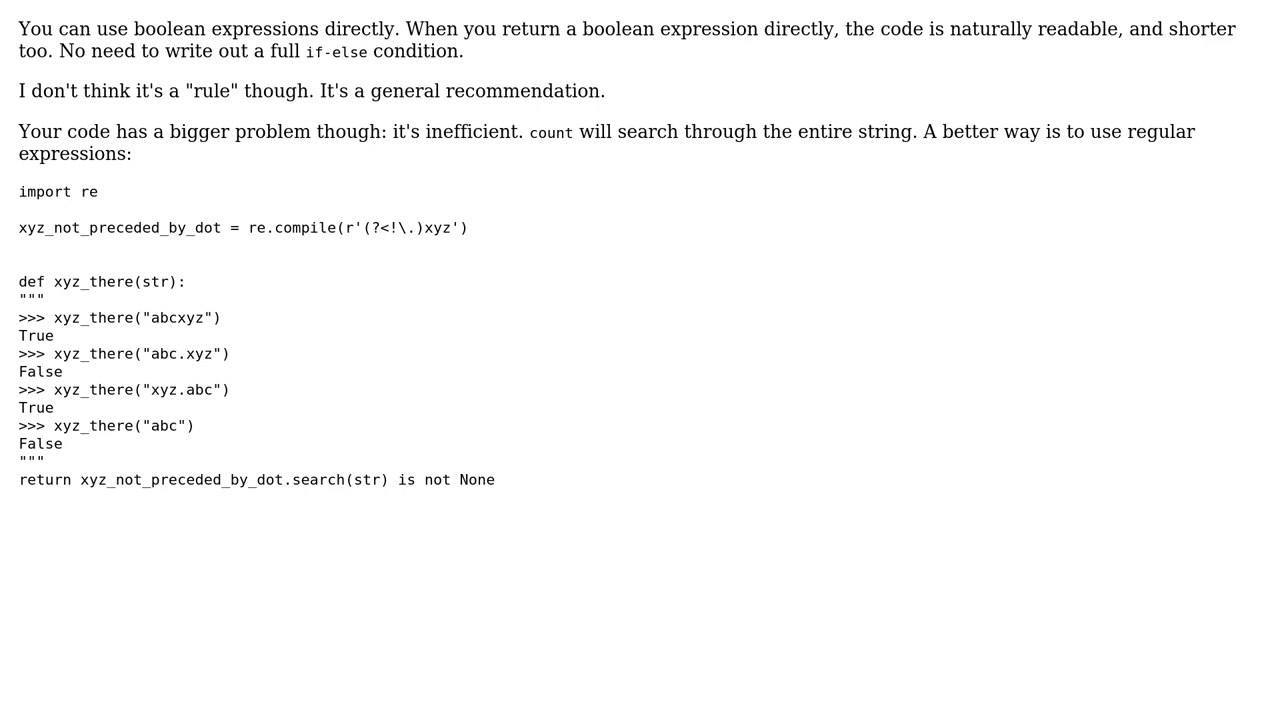 You can use boolean expressions directly. When you return a boolean expression directly, the code is naturally readable, and shorter
too. No need to write out a full if-else condition.
I don't think it's a "rule" though. It's a general recommendation.
Your code has a bigger problem though: it's inefficient. count will search through the entire string. A better way is to use regular
expressions:
import re
xyz_not_preceded_by_dot = re.compile(r'(?<!\.)xyz')
def xyz_there(str):
"""
>>> xyz_there("abcxyz")
True
>>> xyz_there("abc.xyz")
False
>>> xyz_there("xyz.abc")
True
>>> xyz_there("abc")
False
"""
return xyz_not_preceded_by_dot.search(str) is not None